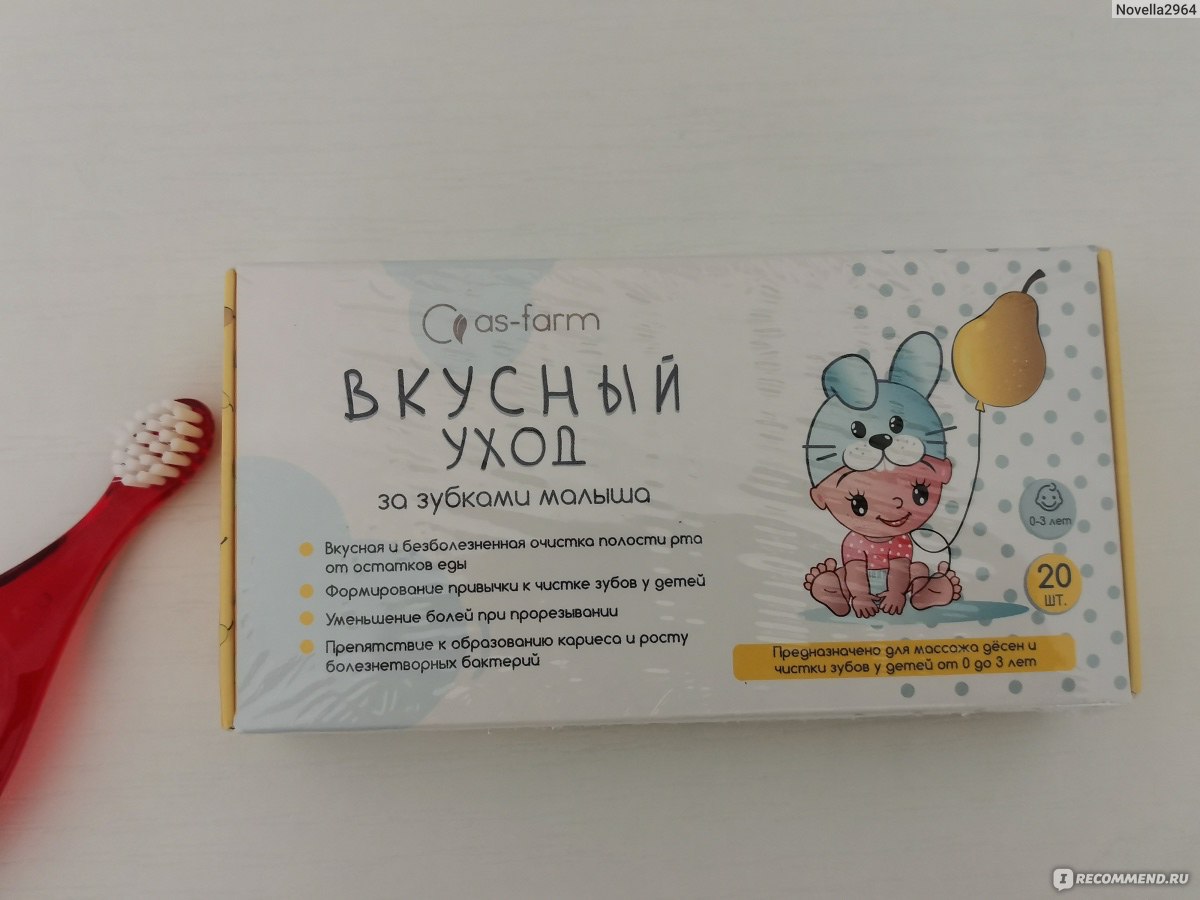 Novella2964
as-farm
ВКУСНЫЙ
УХОД
за зубками малыша
Вкусная и безболезненная очистка полости рта
от остатков еды
Формирование привычки к чистке зубов у детей
Уменьшение болей при прорезывании
Препятствие к образованию кариеса и росту
болезнетворных бактерий
0-3 лет
20
шт.
Предназначено для массажа дёсен и
чистки зубов у детей от 0 до 3 лет
IRECOMMEND.RU